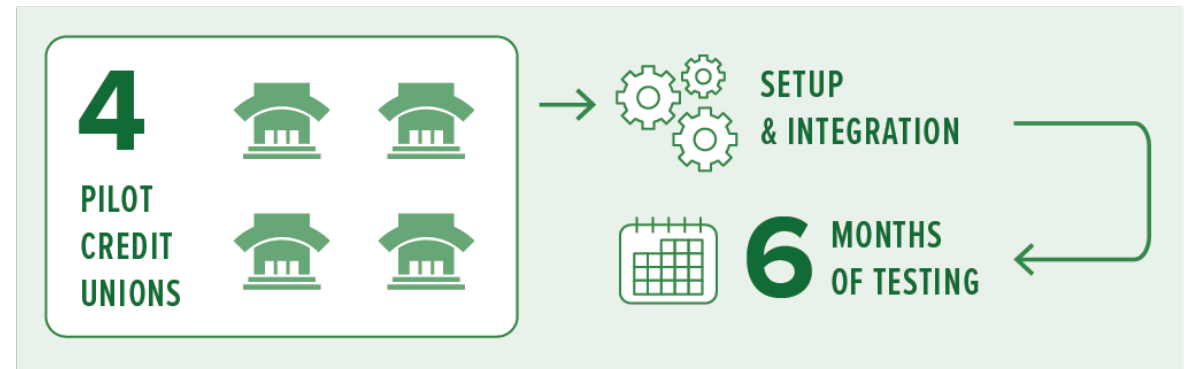 4
PILOT
CREDIT
UNIONS
SETUP
& INTEGRATION
6 MONTHS
OF TESTING